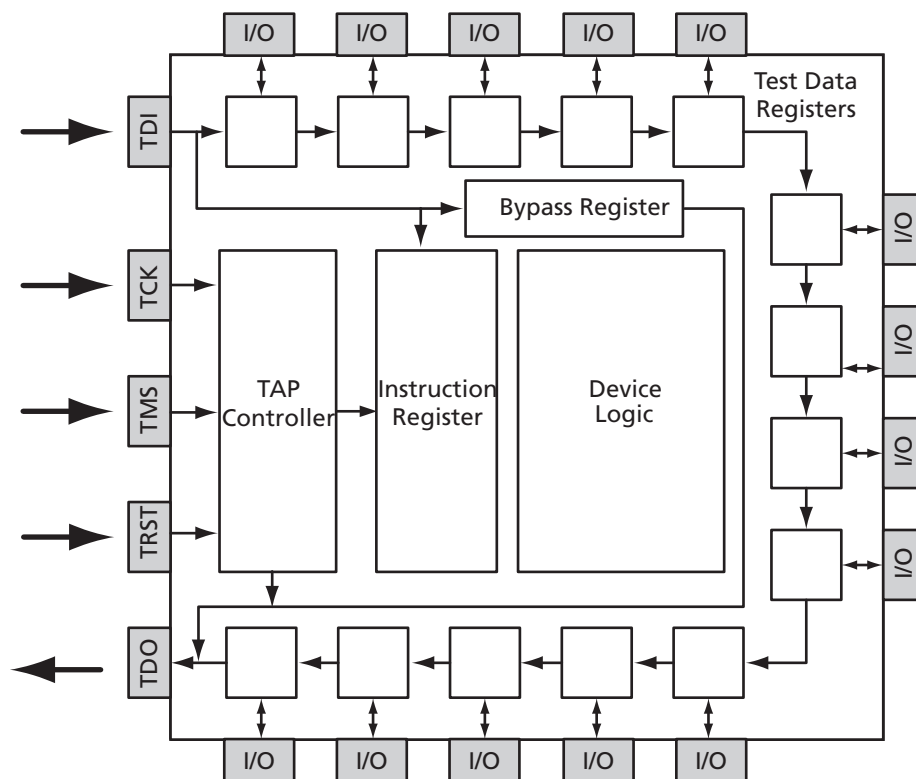 I/O
I/O
I/O
I/O
I/O
Test Data
Registers
TDI
Bypass Register
I/O
TCK
I/O
TAP
Controller
Instruction
Register
Device
Logic
TMS
I/O
TRST
I/O
TDO
I/O
I/O
I/O
I/O
I/O